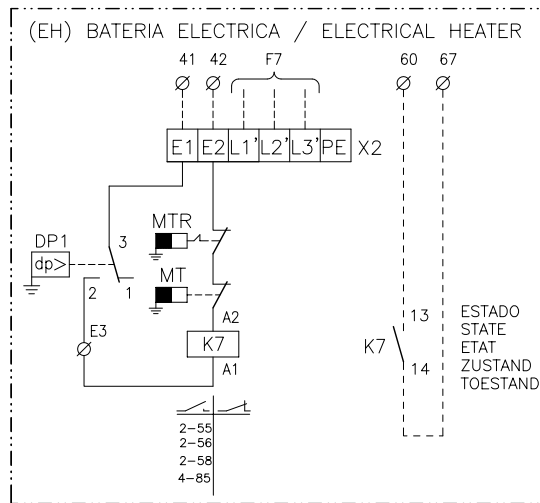 (EH) BATERIA ELECTRICA / ELECTRICAL HEATER
41 42 F7 60 67
E1 E2 L1' L2' L3' PE X2
MTR
DP1 3
dp> MT
2 1
A2 13 ESTADO
E3 STATE
K7 K7 ETAT
A1 14 ZUSTAND
TOESTAND
2-55
2-56
2-58
4-85